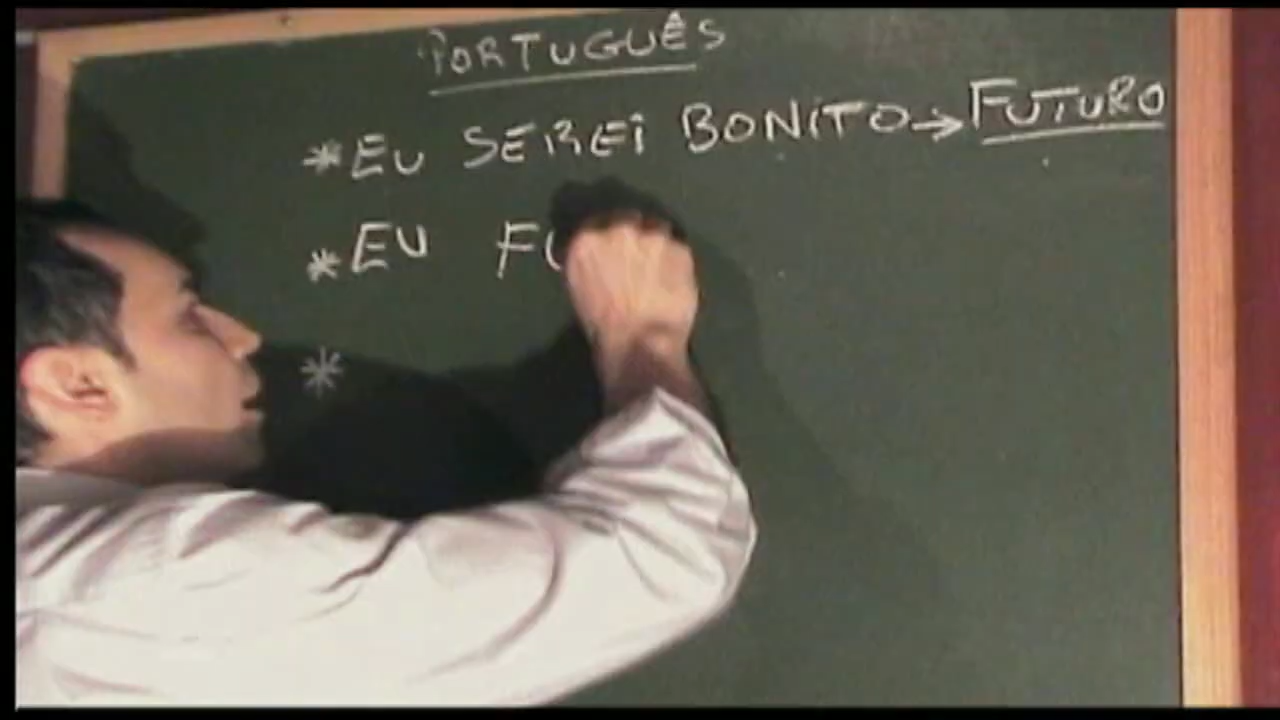 PORTUGUÊS
* EU SEREI BONITO → FUTURO
* EU
*